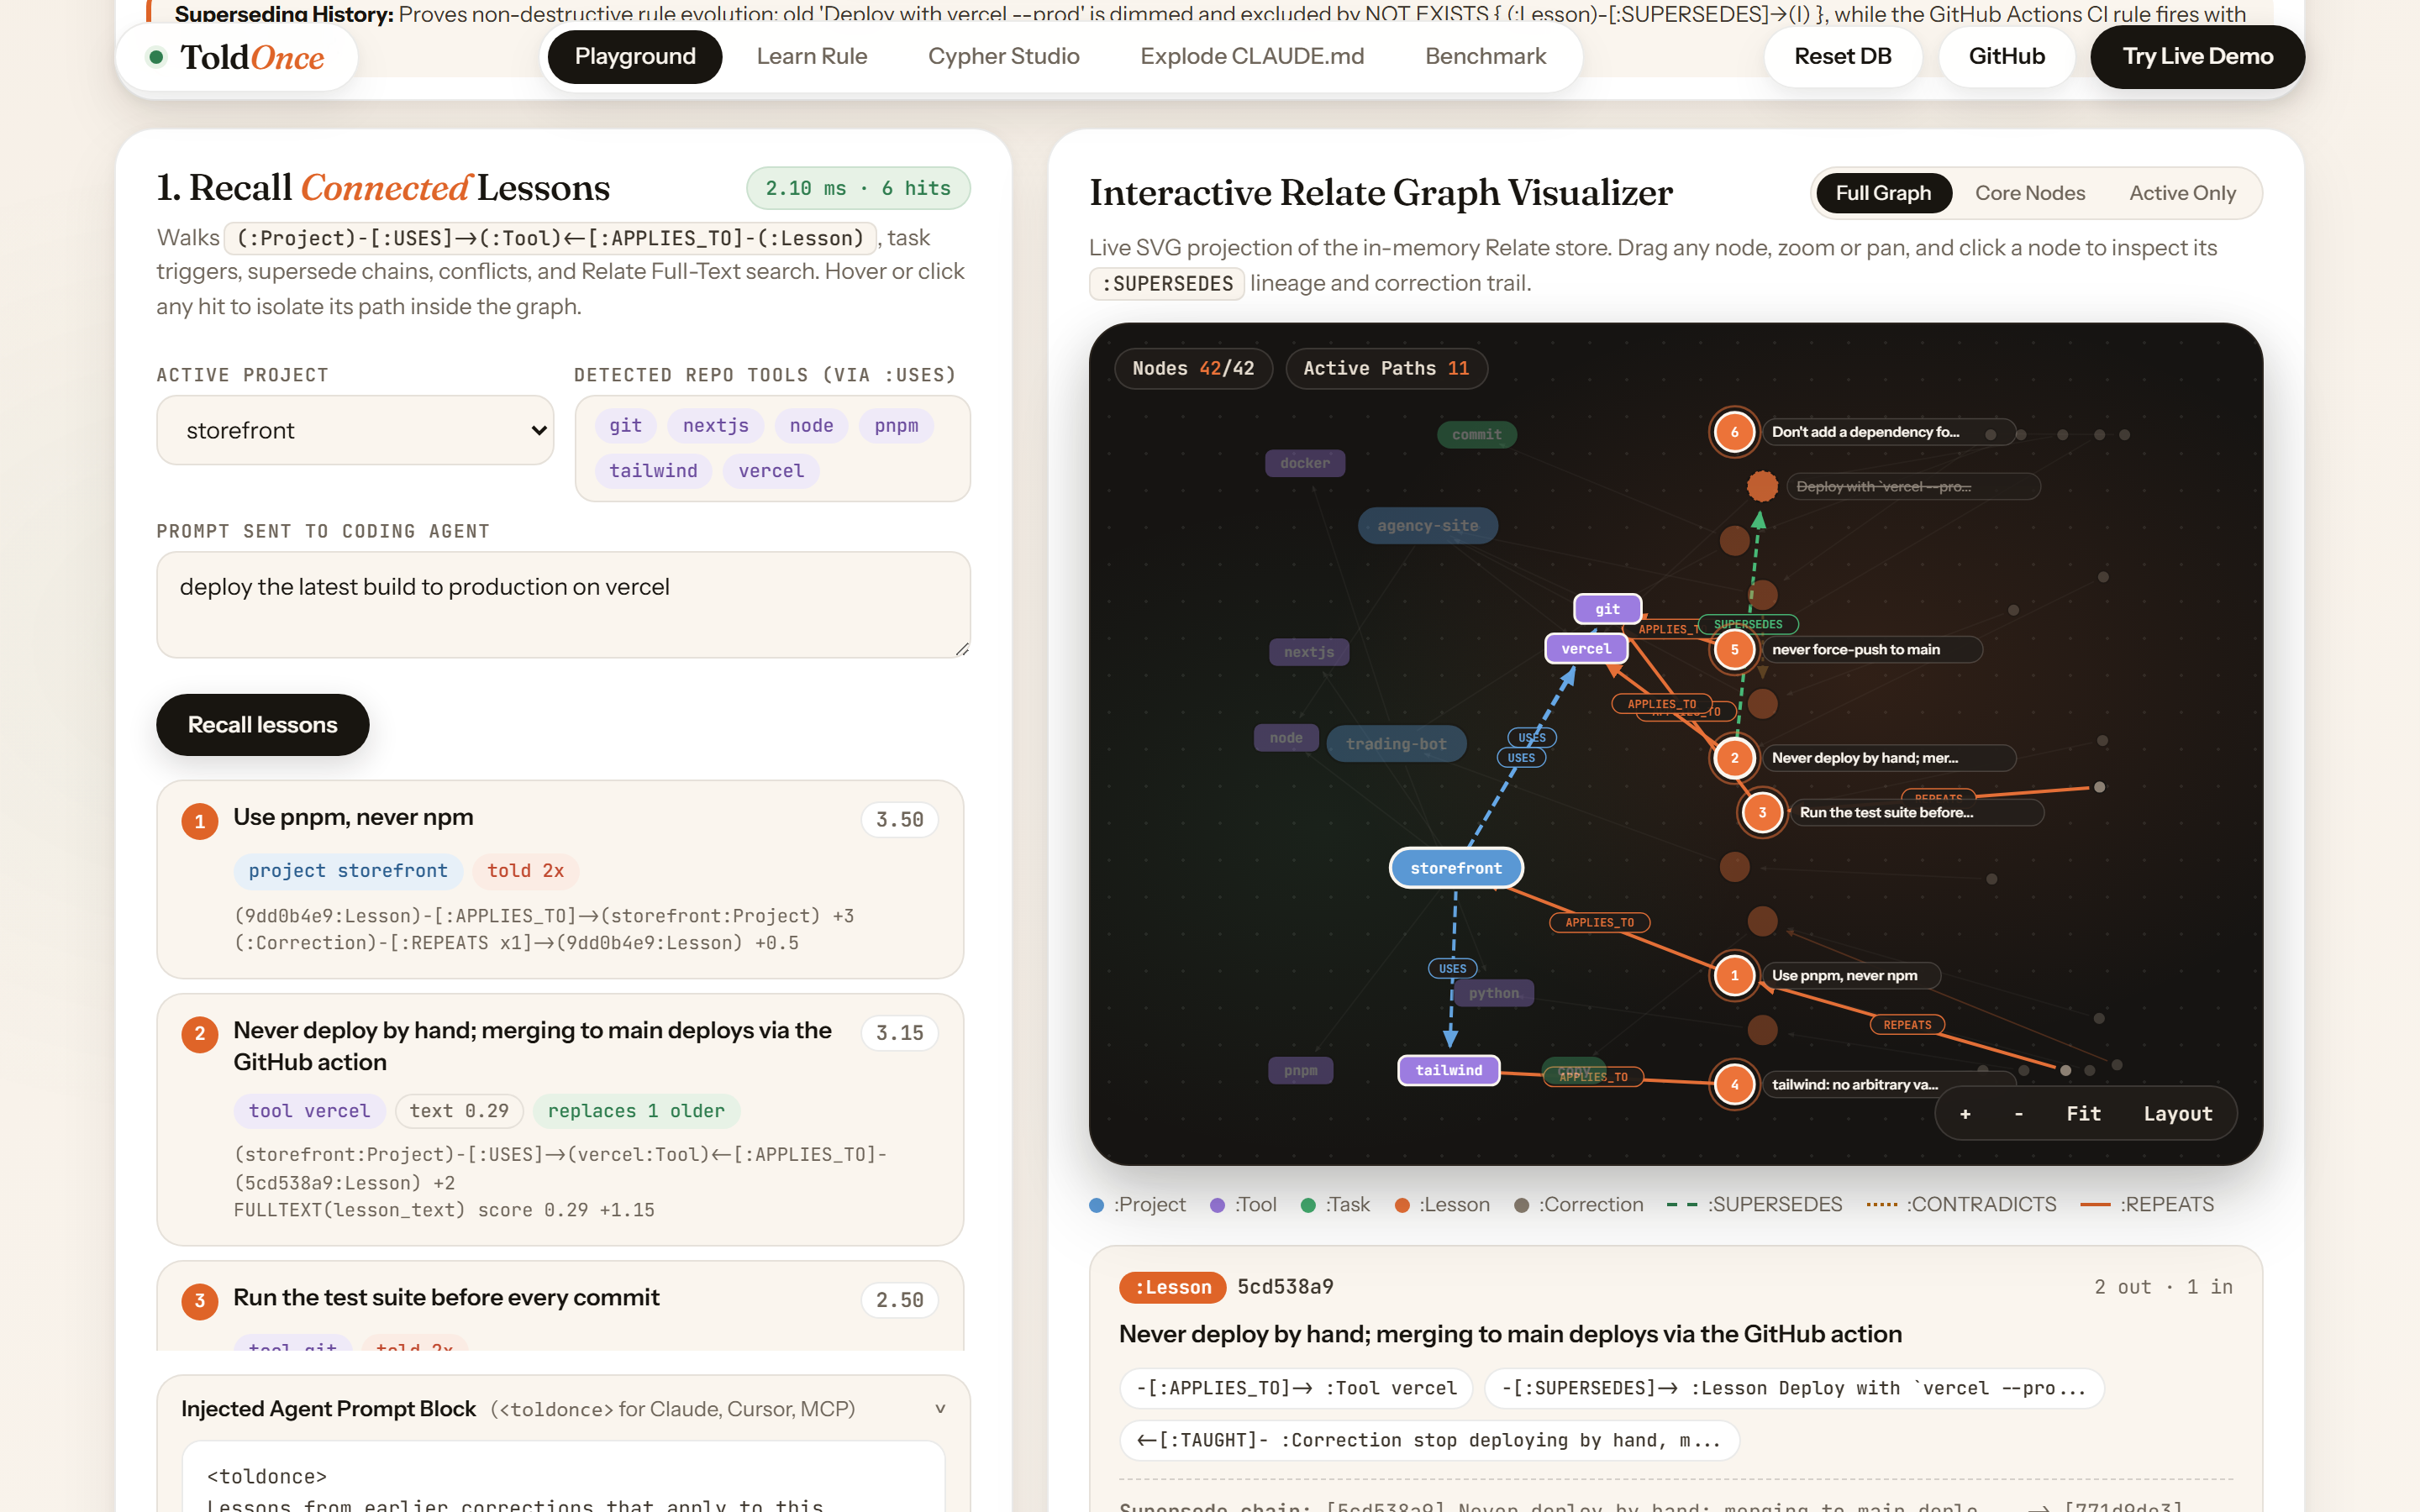 Superseding History: Proves non-destructive rule evolution: old 'Deploy with vercel --prod' is dimmed and excluded by NOT EXISTS { (:Lesson)-[:SUPERSEDES]→(l) }, while the GitHub Actions CI rule fires with
ToldOnce
Playground
Learn Rule
Cypher Studio
Explode CLAUDE.md
Benchmark
Reset DB
GitHub
Try Live Demo
1. Recall Connected Lessons
2.10 ms · 6 hits
Walks (:Project)-[:USES]→(:Tool)←[:APPLIES_TO]-(:Lesson), task
triggers, supersede chains, conflicts, and Relate Full-Text search. Hover or click
any hit to isolate its path inside the graph.
ACTIVE PROJECT
storefront
DETECTED REPO TOOLS (VIA :USES)
git nextjs node pnpm
tailwind vercel
PROMPT SENT TO CODING AGENT
deploy the latest build to production on vercel
Recall lessons
1 Use pnpm, never npm 3.50
project storefront told 2x
(9dd0b4e9:Lesson)-[:APPLIES_TO]→(storefront:Project) +3
(:Correction)-[:REPEATS x1]→(9dd0b4e9:Lesson) +0.5
2 Never deploy by hand; merging to main deploys via the 3.15
GitHub action
tool vercel text 0.29 replaces 1 older
(storefront:Project)-[:USES]→(vercel:Tool)←[:APPLIES_TO]-
(5cd538a9:Lesson) +2
FULLTEXT(lesson_text) score 0.29 +1.15
3 Run the test suite before every commit 2.50
tool git told 2x
Injected Agent Prompt Block (<toldonce> for Claude, Cursor, MCP) v
<toldonce>
Lessons from earlier corrections that apply to this
Interactive Relate Graph Visualizer
Full Graph
Core Nodes
Active Only
Live SVG projection of the in-memory Relate store. Drag any node, zoom or pan, and click a node to inspect its
:SUPERSEDES lineage and correction trail.
Nodes 42/42
Active Paths 11
commit
6 Don't add a dependency fo...
docker
Deploy with `vercel --pro...
agency-site
git
APPLIES_T
SUPERSEDES
vercel
5 never force-push to main
nextjs
APPLIES_TO
USES
node
trading-bot
USES
2 Never deploy by hand; mer...
REPEATS
3 Run the test suite before...
storefront
APPLIES_TO
USES
1 Use pnpm, never npm
python
REPEATS
pnpm
tailwind
APPLIES_TO
4 tailwind: no arbitrary va...
+
-
Fit
Layout
:Project :Tool :Task :Lesson :Correction :SUPERSEDES :CONTRADICTS :REPEATS
:Lesson 5cd538a9 2 out · 1 in
Never deploy by hand; merging to main deploys via the GitHub action
-[:APPLIES_TO]→ :Tool vercel
-[:SUPERSEDES]→ :Lesson Deploy with `vercel --pro...
←[:TAUGHT]- :Correction stop deploying by hand, m...
Supersede chain: [5cd538a9] Never deploy by hand; merging to main deplo... → [771d9de3]